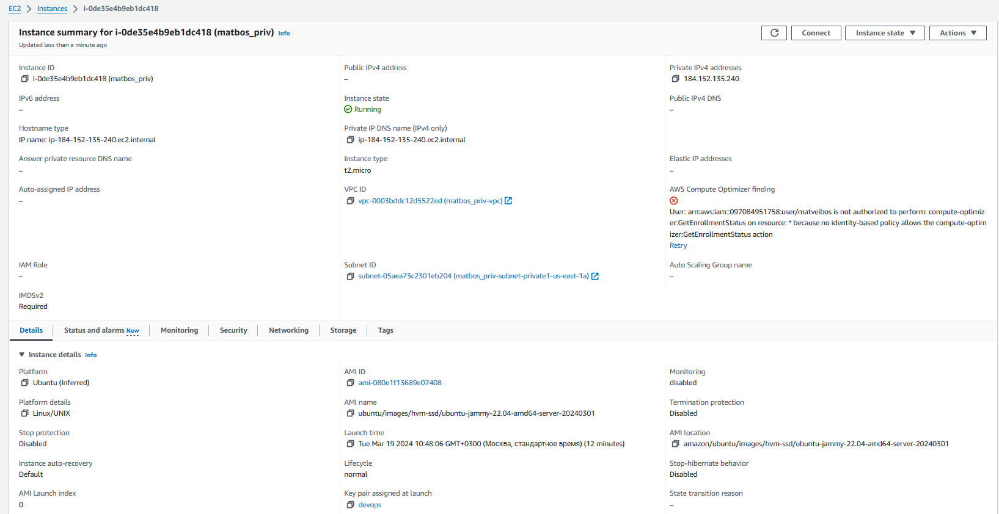 EC2 > Instances > i-0de35e4b9eb1dc418
Instance summary for i-0de35e4b9eb1dc418 (matbos_priv) Info
Updated less than a minute ago
Connect
Instance state
Actions
Instance ID
i-0de35e4b9eb1dc418 (matbos_priv)
Public IPv4 address
–
Private IPv4 addresses
184.152.135.240
IPv6 address
–
Instance state
Running
Public IPv4 DNS
–
Hostname type
IP name: ip-184-152-135-240.ec2.internal
Private IP DNS name (IPv4 only)
ip-184-152-135-240.ec2.internal
Answer private resource DNS name
–
Instance type
t2.micro
Elastic IP addresses
–
Auto-assigned IP address
–
VPC ID
vpc-0003bddc12d5522ed (matbos_priv-vpc)
AWS Compute Optimizer finding
User: arn:aws:iam::097084951758:user/matveibos is not authorized to perform: compute-optimiz
er:GetEnrollmentStatus on resource: * because no identity-based policy allows the compute-optim
izer:GetEnrollmentStatus action
Retry
IAM Role
–
Subnet ID
subnet-05aea73c2301eb204 (matbos_priv-subnet-private1-us-east-1a)
Auto Scaling Group name
–
IMDSv2
Required
Details
Status and alarms New
Monitoring
Security
Networking
Storage
Tags
Instance details Info
Platform
Ubuntu (Inferred)
AMI ID
ami-080e1f13689e07408
Monitoring
disabled
Platform details
Linux/UNIX
AMI name
ubuntu/images/hvm-ssd/ubuntu-jammy-22.04-amd64-server-20240301
Termination protection
Disabled
Stop protection
Disabled
Launch time
Tue Mar 19 2024 10:48:06 GMT+0300 (Москва, стандартное время) (12 minutes)
AMI location
amazon/ubuntu/images/hvm-ssd/ubuntu-jammy-22.04-amd64-server-20240301
Instance auto-recovery
Default
Lifecycle
normal
Stop-hibernate behavior
Disabled
AMI Launch index
0
Key pair assigned at launch
devops
State transition reason
–